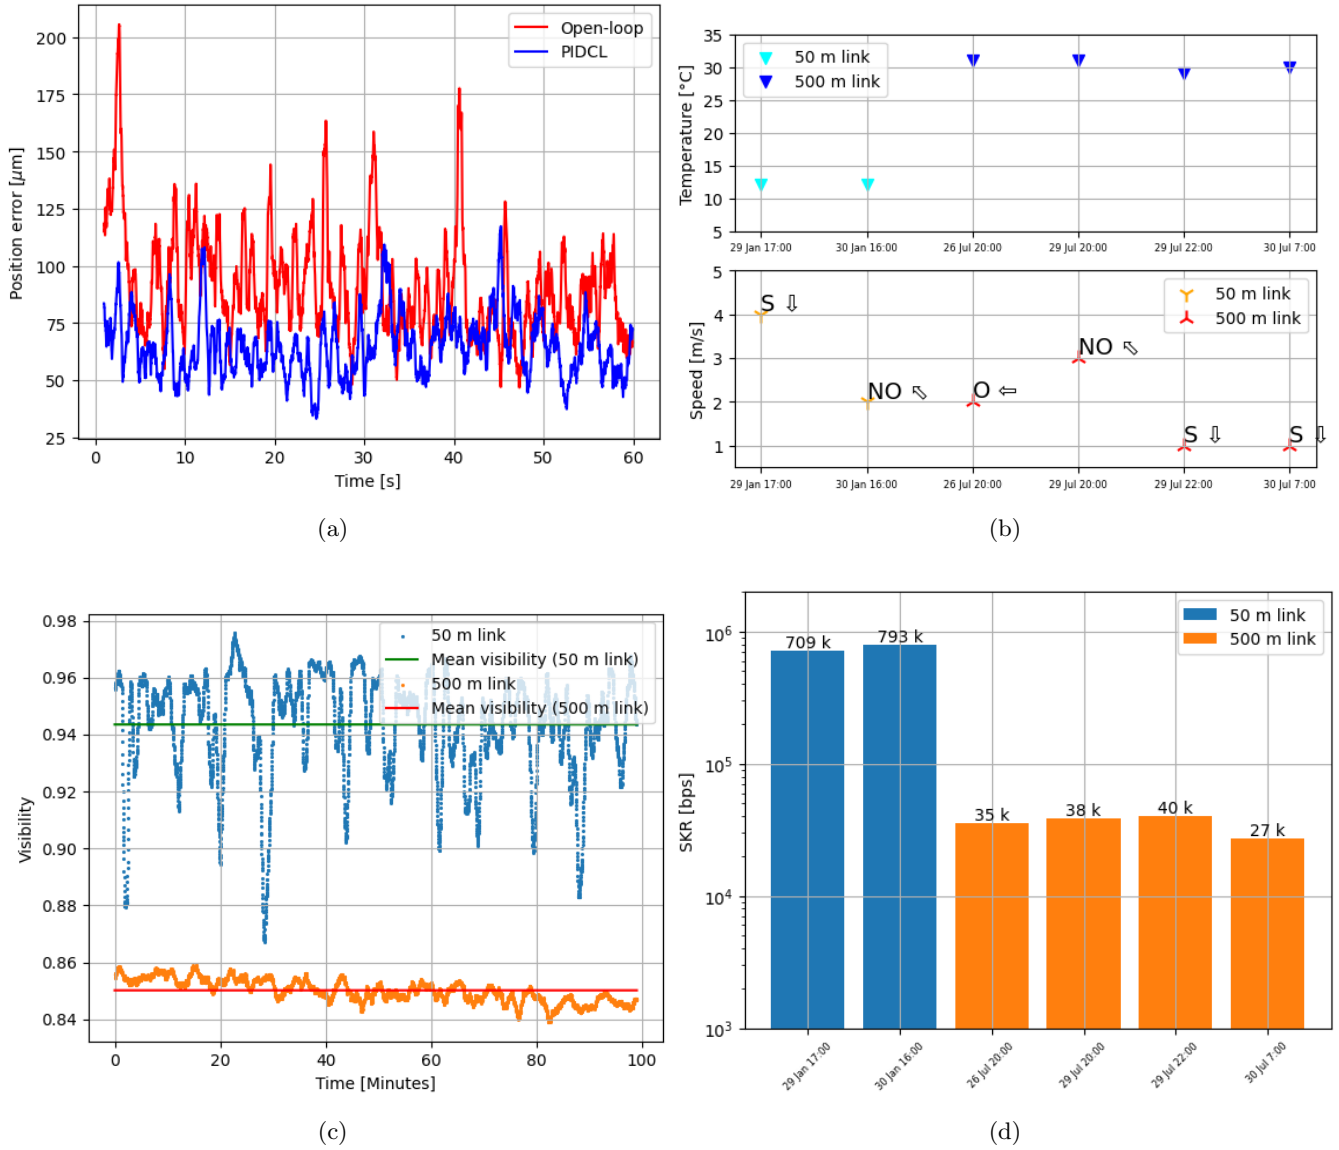 Open-loop
PIDCL
200
175
150
125
100
75
50
25
Position error [μm]
0 10 20 30 40 50 60
Time [s]
(a)
50 m link
500 m link
35
30
25
20
15
10
5
Temperature [°C]
29 Jan 17:00 30 Jan 16:00 26 Jul 20:00 29 Jul 20:00 29 Jul 22:00 30 Jul 7:00
50 m link
500 m link
5
4
3
2
1
Speed [m/s]
S ⇩
NO ⬁
O ⇦
NO ⬁
S ⇩
S ⇩
29 Jan 17:00 30 Jan 16:00 26 Jul 20:00 29 Jul 20:00 29 Jul 22:00 30 Jul 7:00
(b)
50 m link
Mean visibility (50 m link)
500 m link
Mean visibility (500 m link)
0.98
0.96
0.94
0.92
0.90
0.88
0.86
0.84
Visibility
0 20 40 60 80 100
Time [Minutes]
(c)
50 m link
500 m link
10⁶
10⁵
10⁴
10³
SKR [bps]
709 k 793 k 35 k 38 k 40 k 27 k
29 Jan 17:00 30 Jan 16:00 26 Jul 20:00 29 Jul 20:00 29 Jul 22:00 30 Jul 7:00
(d)